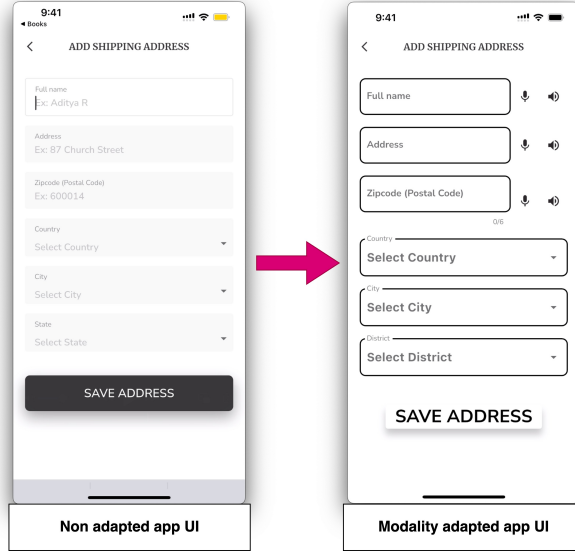 9:41
◄ Books
ADD SHIPPING ADDRESS
Full name
Ex: Aditya R
Address
Ex: 87 Church Street
Zipcode (Postal Code)
Ex: 600014
Country
Select Country
City
Select City
State
Select State
SAVE ADDRESS
Non adapted app UI
9:41
ADD SHIPPING ADDRESS
Full name
Address
Zipcode (Postal Code)
0/6
Country
Select Country
City
Select City
District
Select District
SAVE ADDRESS
Modality adapted app UI